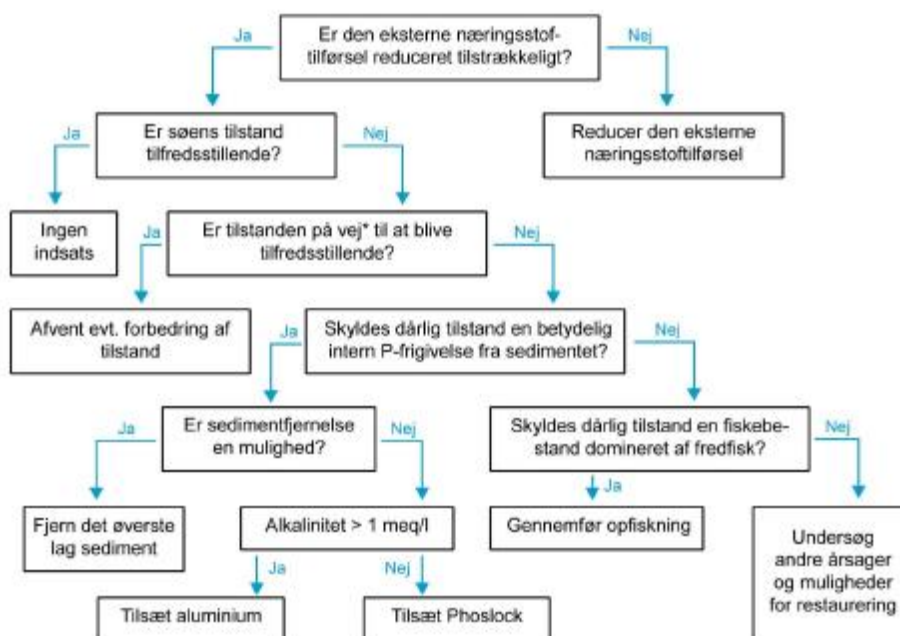 Er den eksterne næringsstof-
tilførsel reduceret tilstrækkeligt?
Ja
Nej
Er søens tilstand
tilfredsstillende?
Reducer den eksterne
næringsstoftilførsel
Ja
Nej
Ingen
indsats
Er tilstanden på vej* til at blive
tilfredsstillende?
Ja
Nej
Afvent evt. forbedring af
tilstand
Skyldes dårlig tilstand en betydelig
intern P-frigivelse fra sedimentet?
Ja
Nej
Er sedimentfjernelse
en mulighed?
Skyldes dårlig tilstand en fiskebe-
stand domineret af fredfisk?
Ja
Nej
Ja
Nej
Fjern det øverste
lag sediment
Alkalinitet > 1 meq/l
Gennemfør opfiskning
Undersøg
andre årsager
og muligheder
for restaurering
Ja
Nej
Tilsæt aluminium
Tilsæt Phoslock